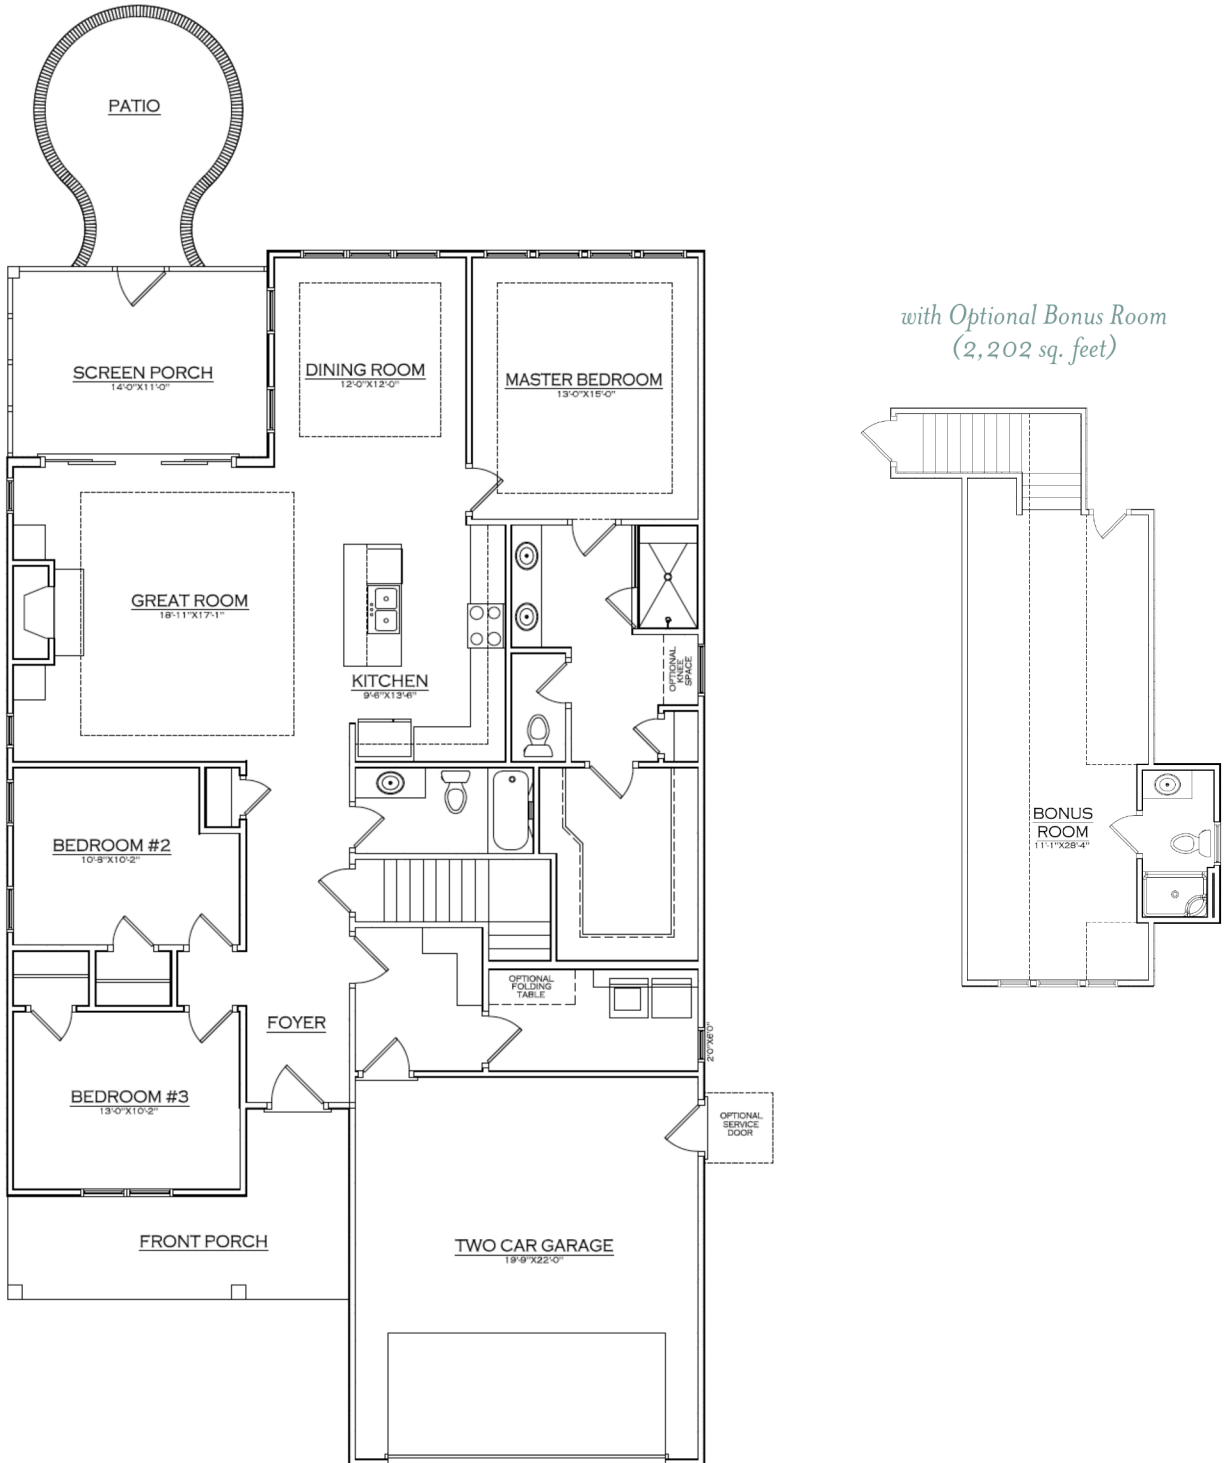 PATIO
SCREEN PORCH
14'-0"X11'-0"
DINING ROOM
12'-0"X12'-0"
MASTER BEDROOM
13'-0"X15'-0"
with Optional Bonus Room
(2,202 sq. feet)
GREAT ROOM
18'-11"X17'-1"
KITCHEN
9'-6"X13'-6"
OPTIONAL
KNEE
SPACE
BEDROOM #2
10'-8"X10'-2"
BONUS
ROOM
11'-1"X28'-4"
OPTIONAL
FOLDING
TABLE
FOYER
2'0"X6'0"
BEDROOM #3
13'-0"X10'-2"
OPTIONAL
SERVICE
DOOR
FRONT PORCH
TWO CAR GARAGE
19'-9"X22'-0"